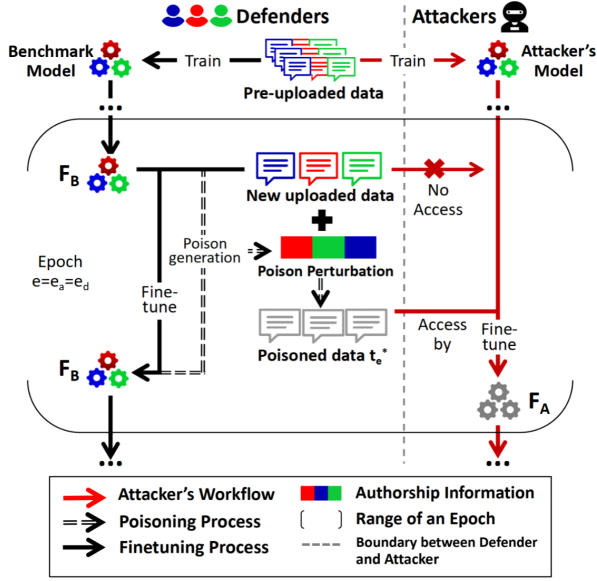 Defenders
Attackers
Benchmark
Model
Train
Train
Attacker's
Model
Pre-uploaded data
...
...
F_B
New uploaded data
No
Access
Poison
generation
Epoch
e=e_a=e_d
Fine-
tune
Poison Perturbation
Poisoned data t_e*
Access
by
Fine-
tune
F_B
F_A
...
...
Attacker's Workflow
Authorship Information
Poisoning Process
Range of an Epoch
Finetuning Process
Boundary between Defender
and Attacker